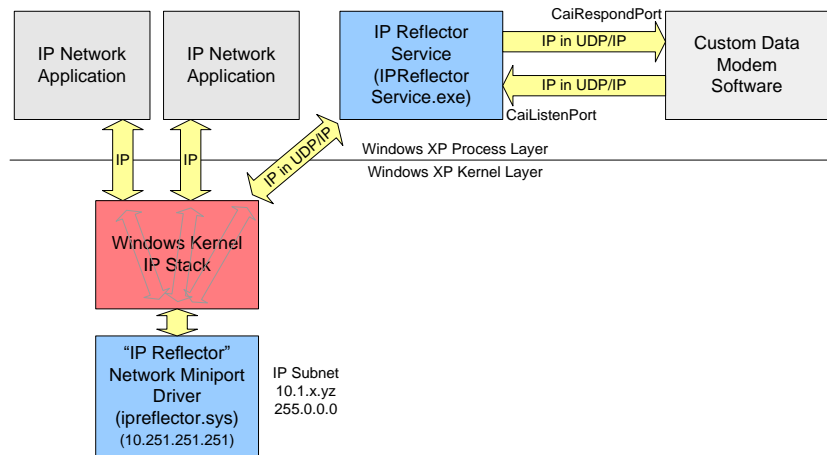 CaiRespondPort
IP Network
Application
IP Network
Application
IP Reflector
Service
(IPReflector
Service.exe)
IP in UDP/IP
IP in UDP/IP
Custom Data
Modem
Software
CaiListenPort
IP
IP
IP in UDP/IP
Windows XP Process Layer
Windows XP Kernel Layer
Windows Kernel
IP Stack
“IP Reflector”
Network Miniport
Driver
(ipreflector.sys)
(10.251.251.251)
IP Subnet
10.1.x.yz
255.0.0.0